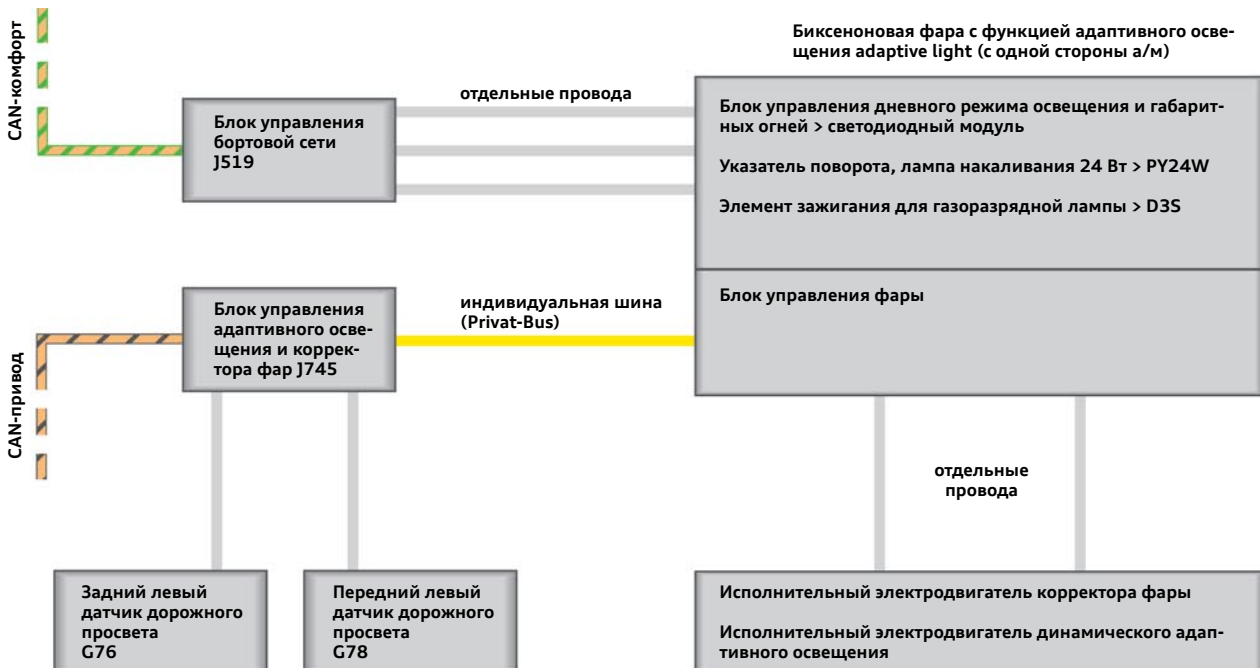 CAN-комфорт
Биксеноновая фара с функцией адаптивного осве-
щения adaptive light (с одной стороны а/м)
отдельные провода
Блок управления
бортовой сети
J519
Блок управления дневного режима освещения и габарит-
ных огней > светодиодный модуль
Указатель поворота, лампа накаливания 24 Вт > PY24W
Элемент зажигания для газоразрядной лампы > D3S
CAN-привод
Блок управления
адаптивного осве-
щения и коррек-
тора фар J745
индивидуальная шина
(Privat-Bus)
Блок управления фары
отдельные
провода
Задний левый
датчик дорожного
просвета
G76
Передний левый
датчик дорожного
просвета
G78
Исполнительный электродвигатель корректора фары
Исполнительный электродвигатель динамического адап-
тивного освещения